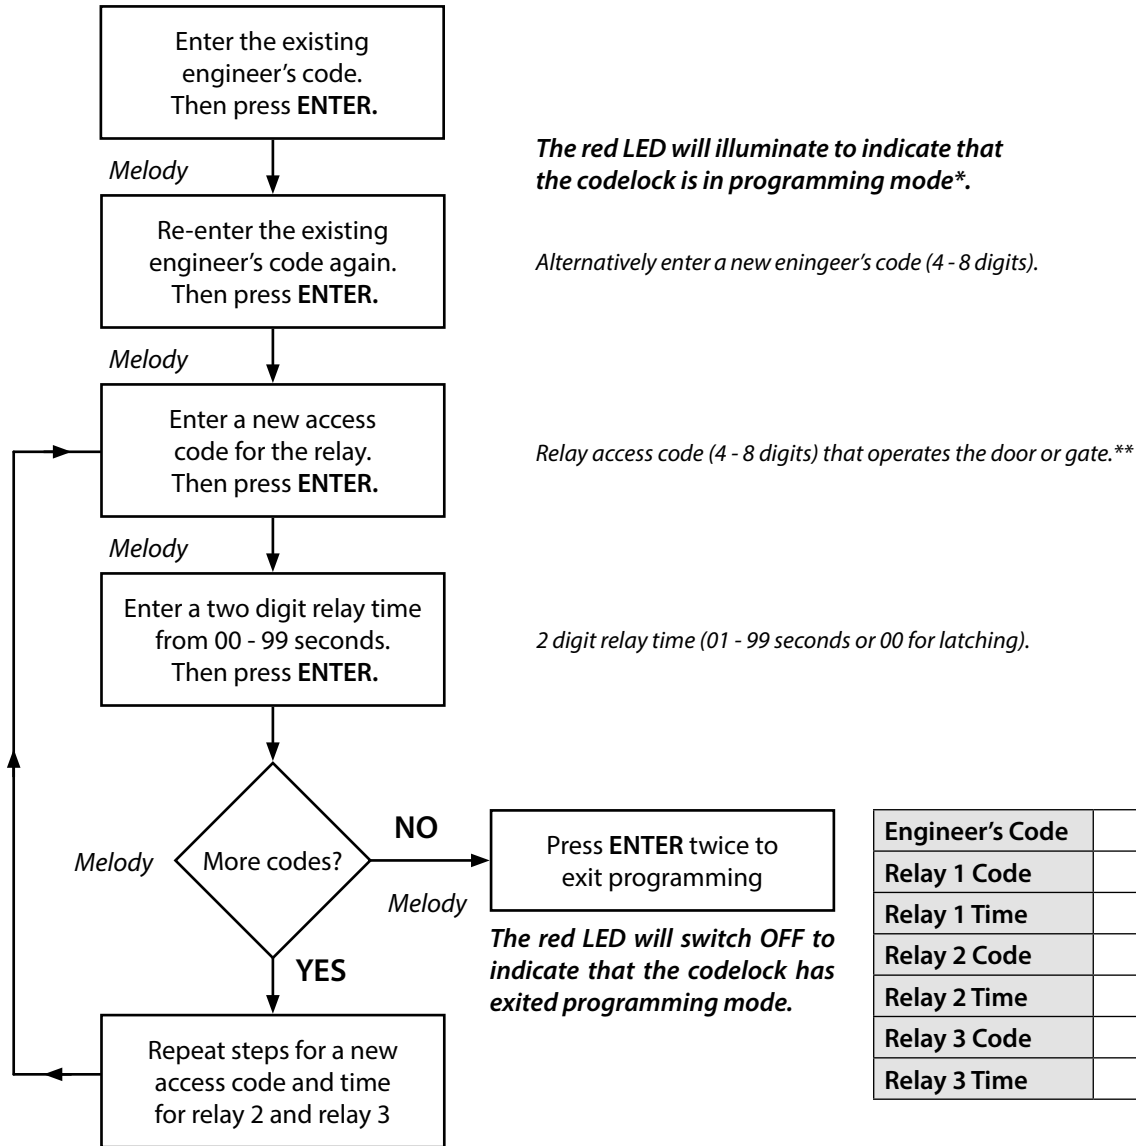 Enter the existing
engineer’s code.
Then press ENTER.
Melody
The red LED will illuminate to indicate that
the codelock is in programming mode*.
Re-enter the existing
engineer’s code again.
Then press ENTER.
Alternatively enter a new eningeer’s code (4 - 8 digits).
Melody
Enter a new access
code for the relay.
Then press ENTER.
Relay access code (4 - 8 digits) that operates the door or gate.**
Melody
Enter a two digit relay time
from 00 - 99 seconds.
Then press ENTER.
2 digit relay time (01 - 99 seconds or 00 for latching).
Melody
More codes?
NO
Melody
Press ENTER twice to
exit programming
The red LED will switch OFF to
indicate that the codelock has
exited programming mode.
YES
Repeat steps for a new
access code and time
for relay 2 and relay 3
Engineer’s Code
Relay 1 Code
Relay 1 Time
Relay 2 Code
Relay 2 Time
Relay 3 Code
Relay 3 Time